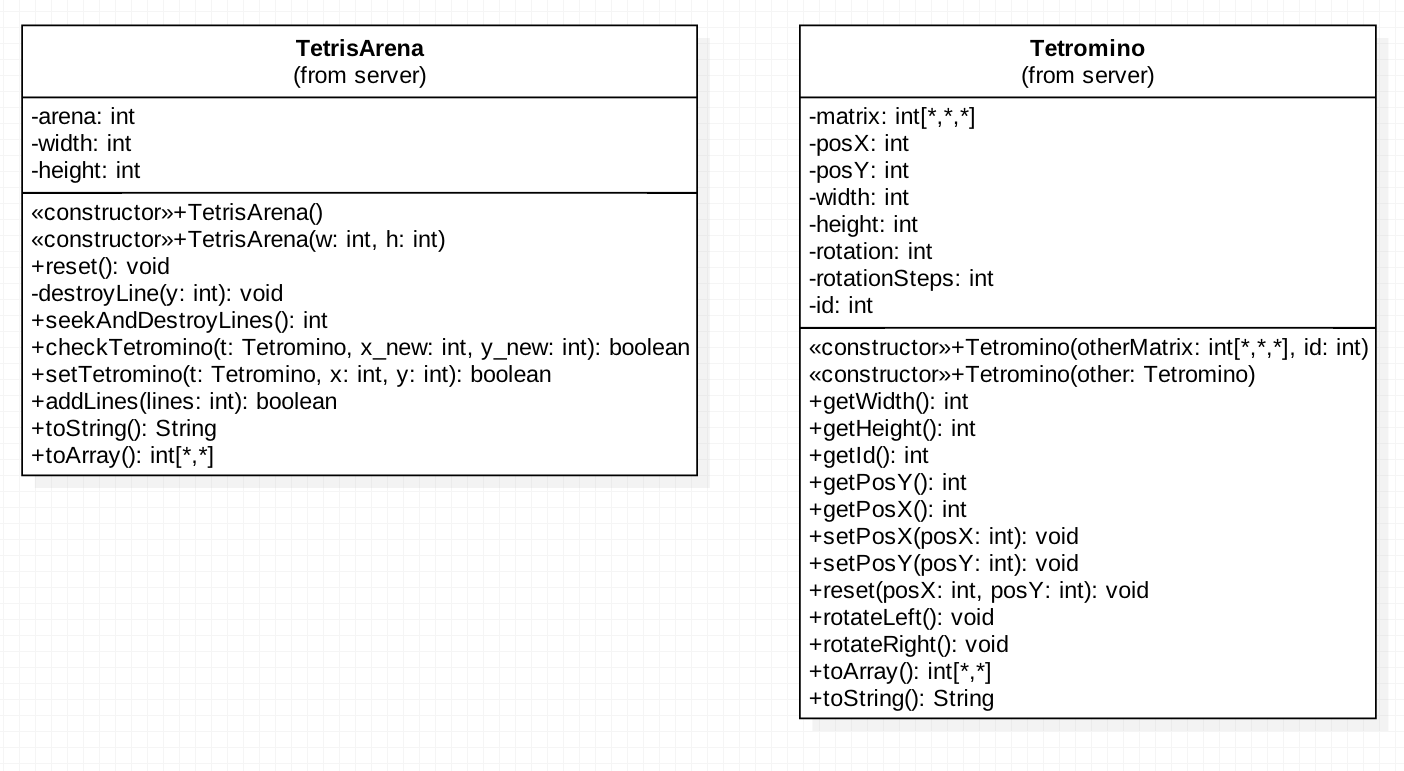 TetrisArena
(from server)
-arena: int
-width: int
-height: int
«constructor»+TetrisArena()
«constructor»+TetrisArena(w: int, h: int)
+reset(): void
-destroyLine(y: int): void
+seekAndDestroyLines(): int
+checkTetromino(t: Tetromino, x_new: int, y_new: int): boolean
+setTetromino(t: Tetromino, x: int, y: int): boolean
+addLines(lines: int): boolean
+toString(): String
+toArray(): int[*,*]
Tetromino
(from server)
-matrix: int[*,*,*]
-posX: int
-posY: int
-width: int
-height: int
-rotation: int
-rotationSteps: int
-id: int
«constructor»+Tetromino(otherMatrix: int[*,*,*], id: int)
«constructor»+Tetromino(other: Tetromino)
+getWidth(): int
+getHeight(): int
+getId(): int
+getPosY(): int
+getPosX(): int
+setPosX(posX: int): void
+setPosY(posY: int): void
+reset(posX: int, posY: int): void
+rotateLeft(): void
+rotateRight(): void
+toArray(): int[*,*]
+toString(): String